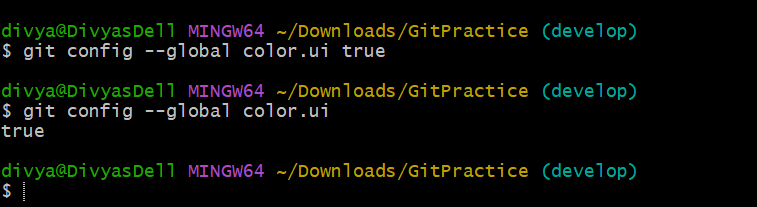 divya@DivyasDell MINGW64 ~/Downloads/GitPractice (develop)
$ git config --global color.ui true
divya@DivyasDell MINGW64 ~/Downloads/GitPractice (develop)
$ git config --global color.ui
true
divya@DivyasDell MINGW64 ~/Downloads/GitPractice (develop)
$